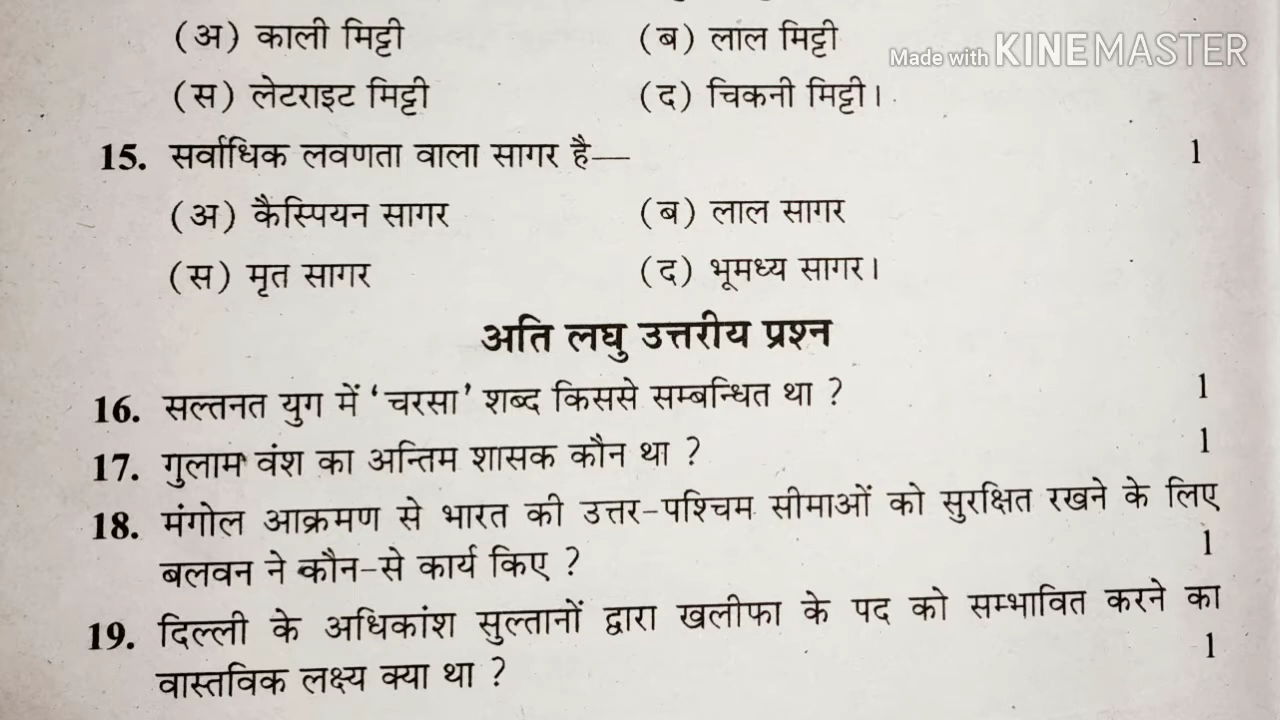 (अ) काली मिट्टी (ब) लाल मिट्टी
Made with KINEMASTER
(स) लेटराइट मिट्टी (द) चिकनी मिट्टी।
15. सर्वाधिक लवणता वाला सागर है— 1
(अ) कैस्पियन सागर (ब) लाल सागर
(स) मृत सागर (द) भूमध्य सागर।
अति लघु उत्तरीय प्रश्न
16. सल्तनत युग में ‘चरसा’ शब्द किससे सम्बन्धित था ? 1
17. गुलाम वंश का अन्तिम शासक कौन था ? 1
18. मंगोल आक्रमण से भारत की उत्तर-पश्चिम सीमाओं को सुरक्षित रखने के लिए
बलवन ने कौन-से कार्य किए ? 1
19. दिल्ली के अधिकांश सुल्तानों द्वारा खलीफा के पद को सम्भावित करने का
वास्तविक लक्ष्य क्या था ? 1